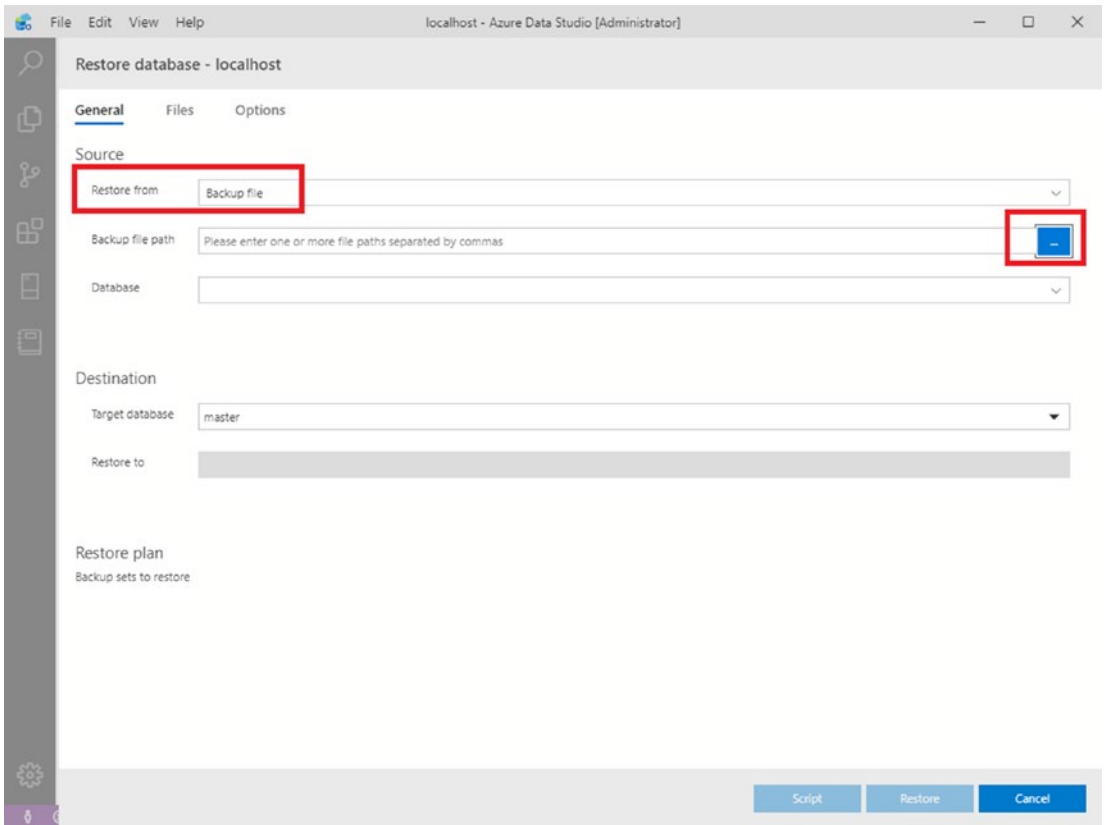 File Edit View Help localhost - Azure Data Studio [Administrator]
Restore database - localhost
General Files Options
Source
Restore from Backup file
Backup file path Please enter one or more file paths separated by commas
Database
Destination
Target database master
Restore to
Restore plan
Backup sets to restore
Script Restore Cancel